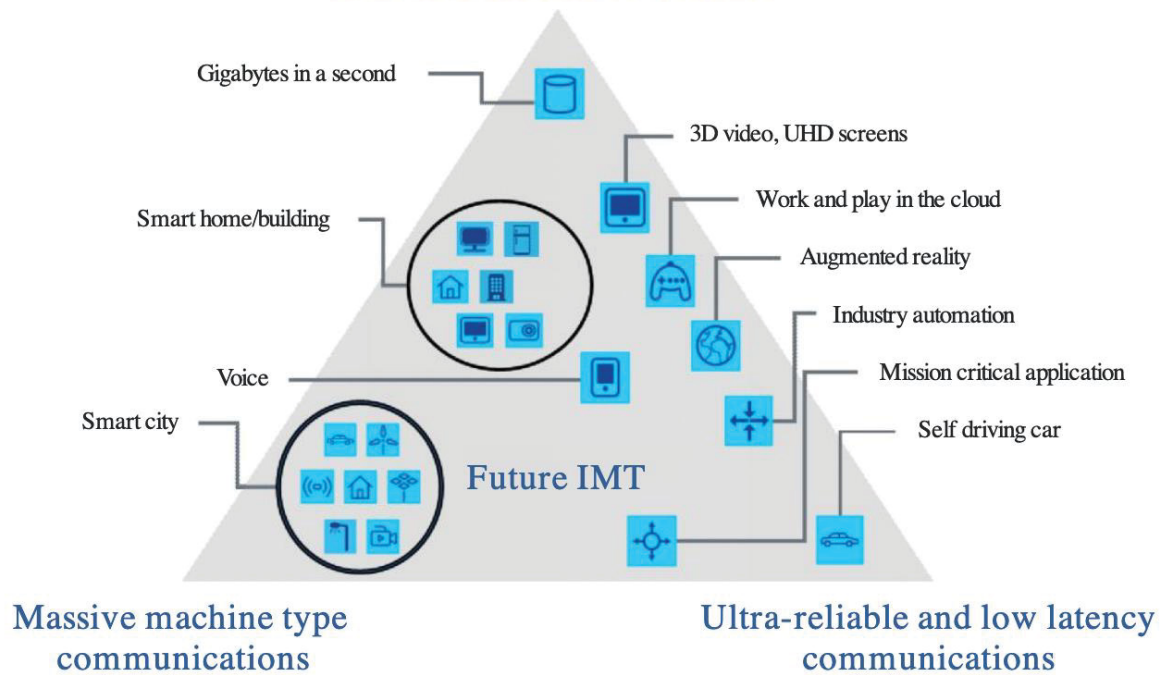 Gigabytes in a second
3D video, UHD screens
Work and play in the cloud
Smart home/building
Augmented reality
Industry automation
Voice
Mission critical application
Smart city
Self driving car
Future IMT
Massive machine type
communications
Ultra-reliable and low latency
communications